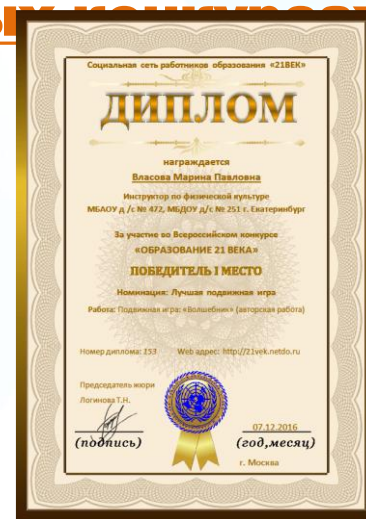 ых конкурсах
Социальная сеть работников образования «21ВЕК»
ДИПЛОМ
награждается
Власова Марина Павловна
Инструктор по физической культуре
МБАОУ д /с № 472, МБДОУ д/с № 251 г. Екатеринбург
За участие во Всероссийском конкурсе
«ОБРАЗОВАНИЕ 21 ВЕКА»
ПОБЕДИТЕЛЬ I МЕСТО
Номинация: Лучшая подвижная игра
Работа: Подвижная игра: «Волшебник» (авторская работа)
Номер диплома: 153 Web адрес: http://21vek.netdo.ru
Председатель жюри
Логинова Т.Н.
07.12.2016
(подпись) (год,месяц)
г. Москва